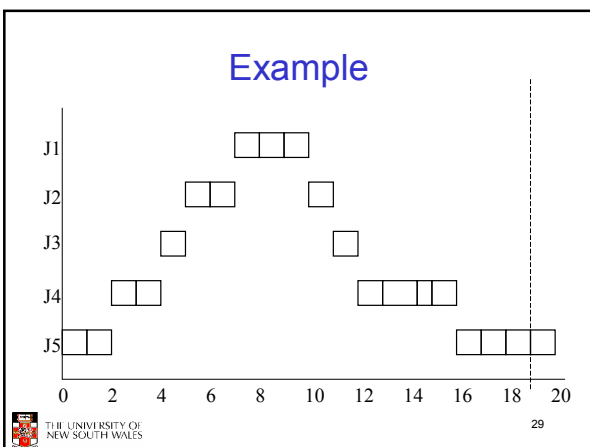 Example
J1
J2
J3
J4
J5
0 2 4 6 8 10 12 14 16 18 20
THE UNIVERSITY OF
NEW SOUTH WALES
29